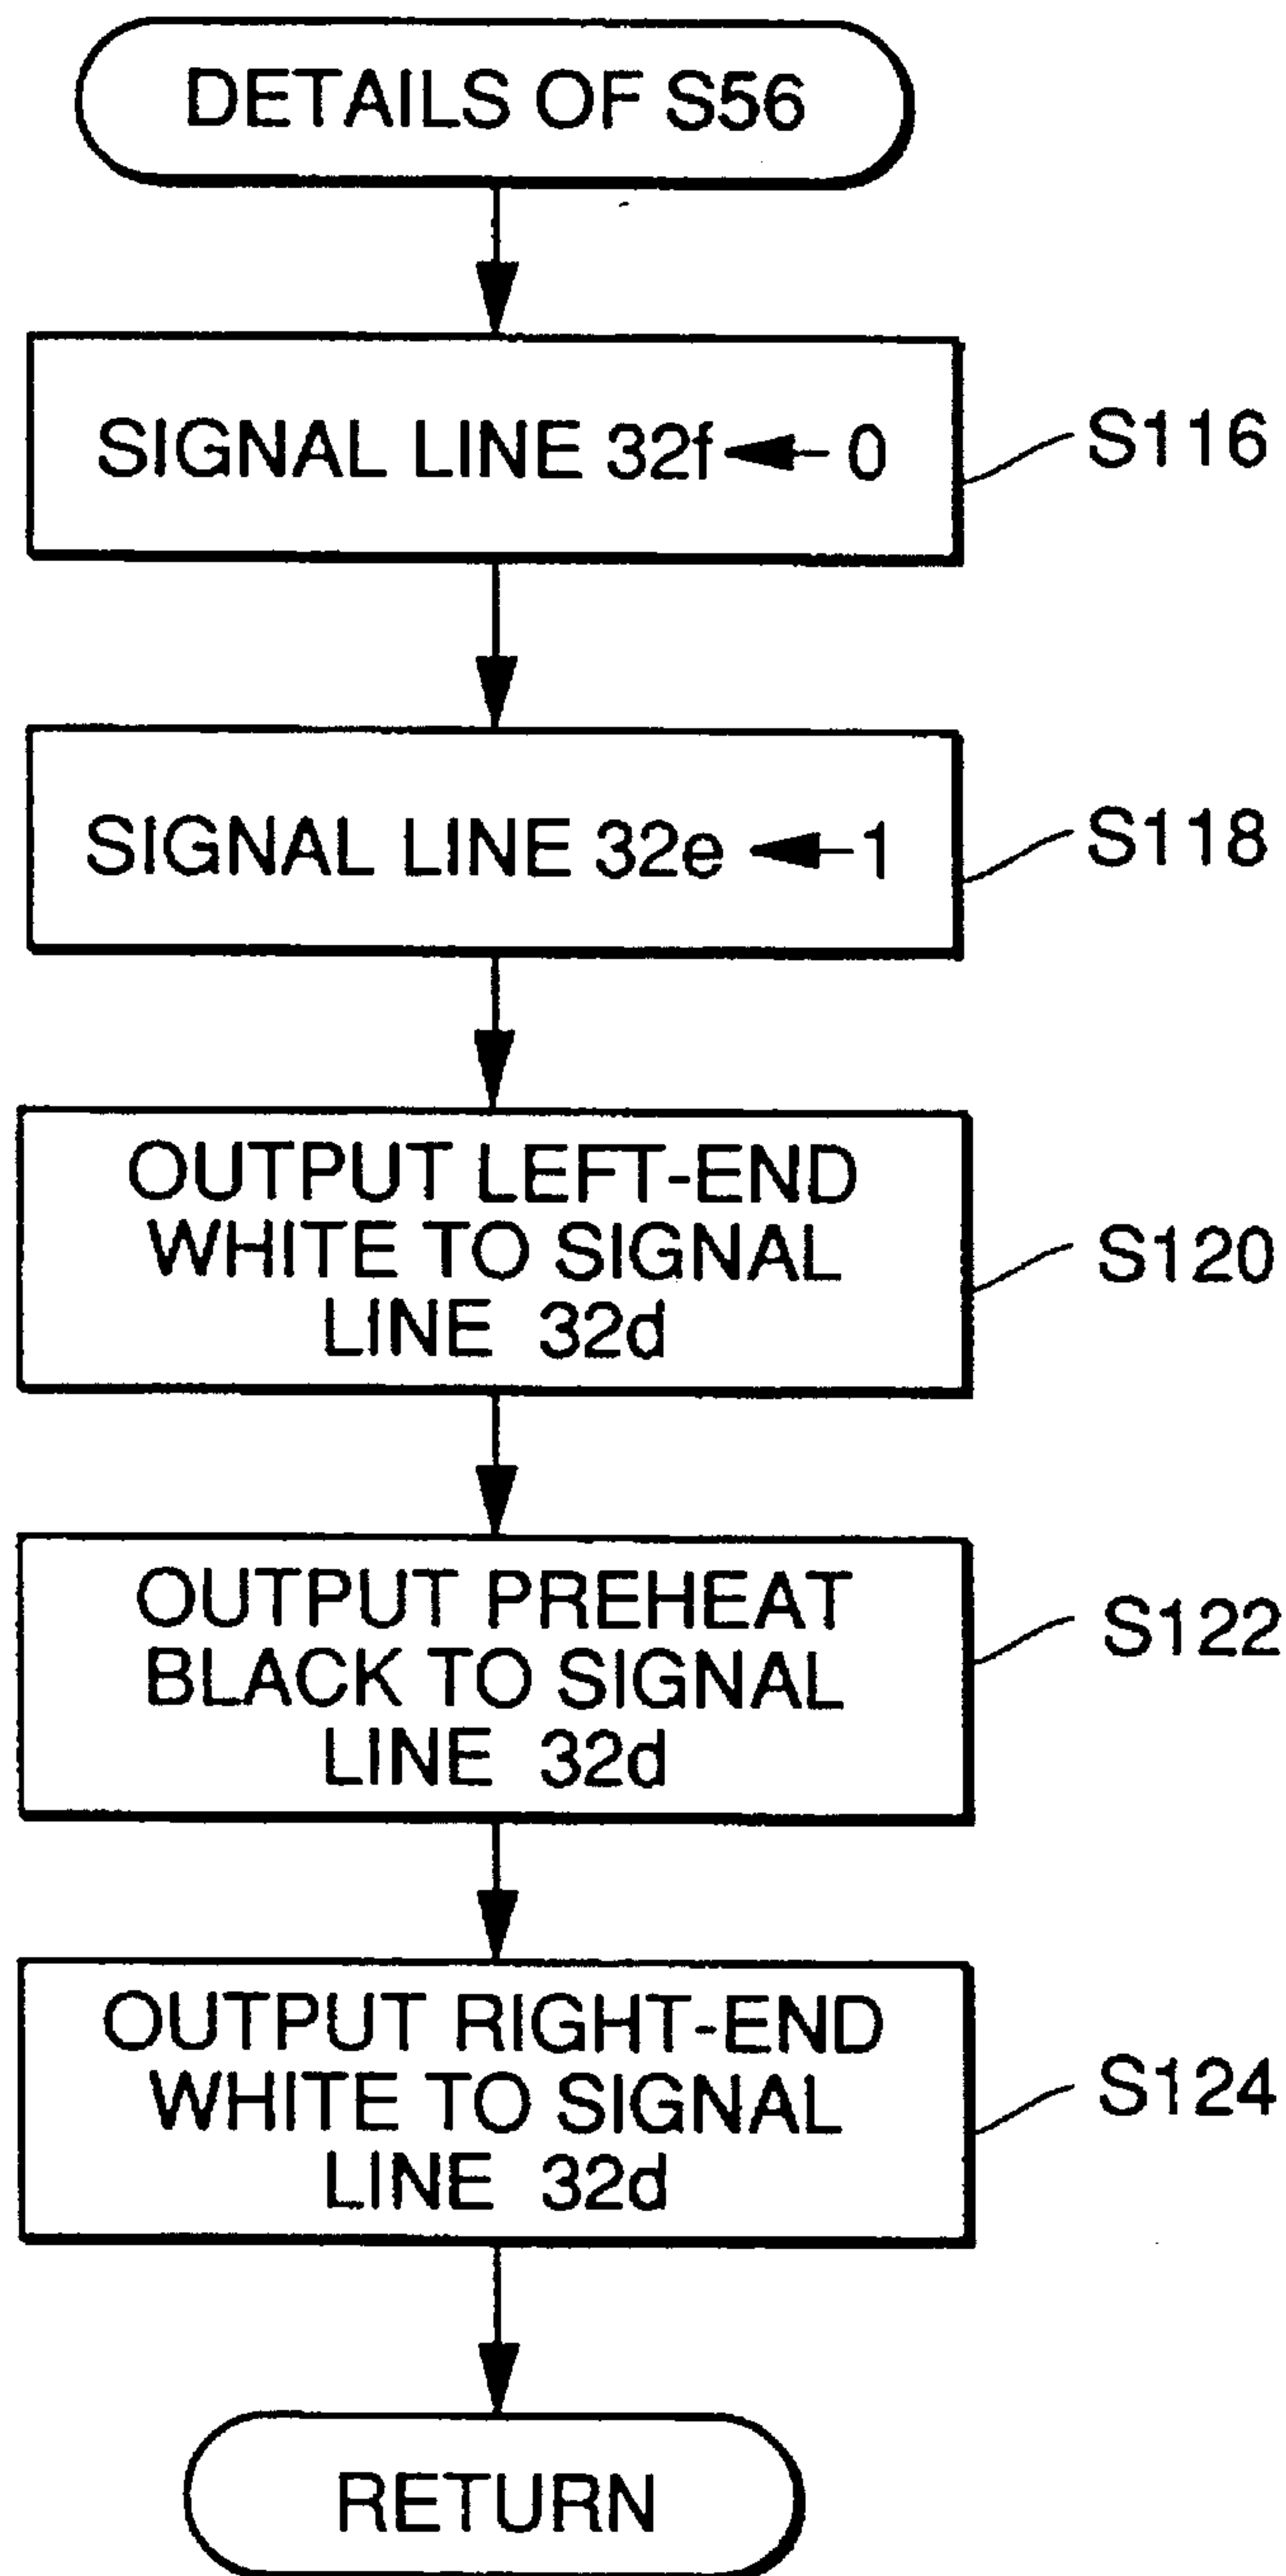 DETAILS OF S56
SIGNAL LINE 32f ← 0
S116
SIGNAL LINE 32e ← 1
S118
OUTPUT LEFT-END
WHITE TO SIGNAL
LINE 32d
S120
OUTPUT PREHEAT
BLACK TO SIGNAL
LINE 32d
S122
OUTPUT RIGHT-END
WHITE TO SIGNAL
LINE 32d
S124
RETURN